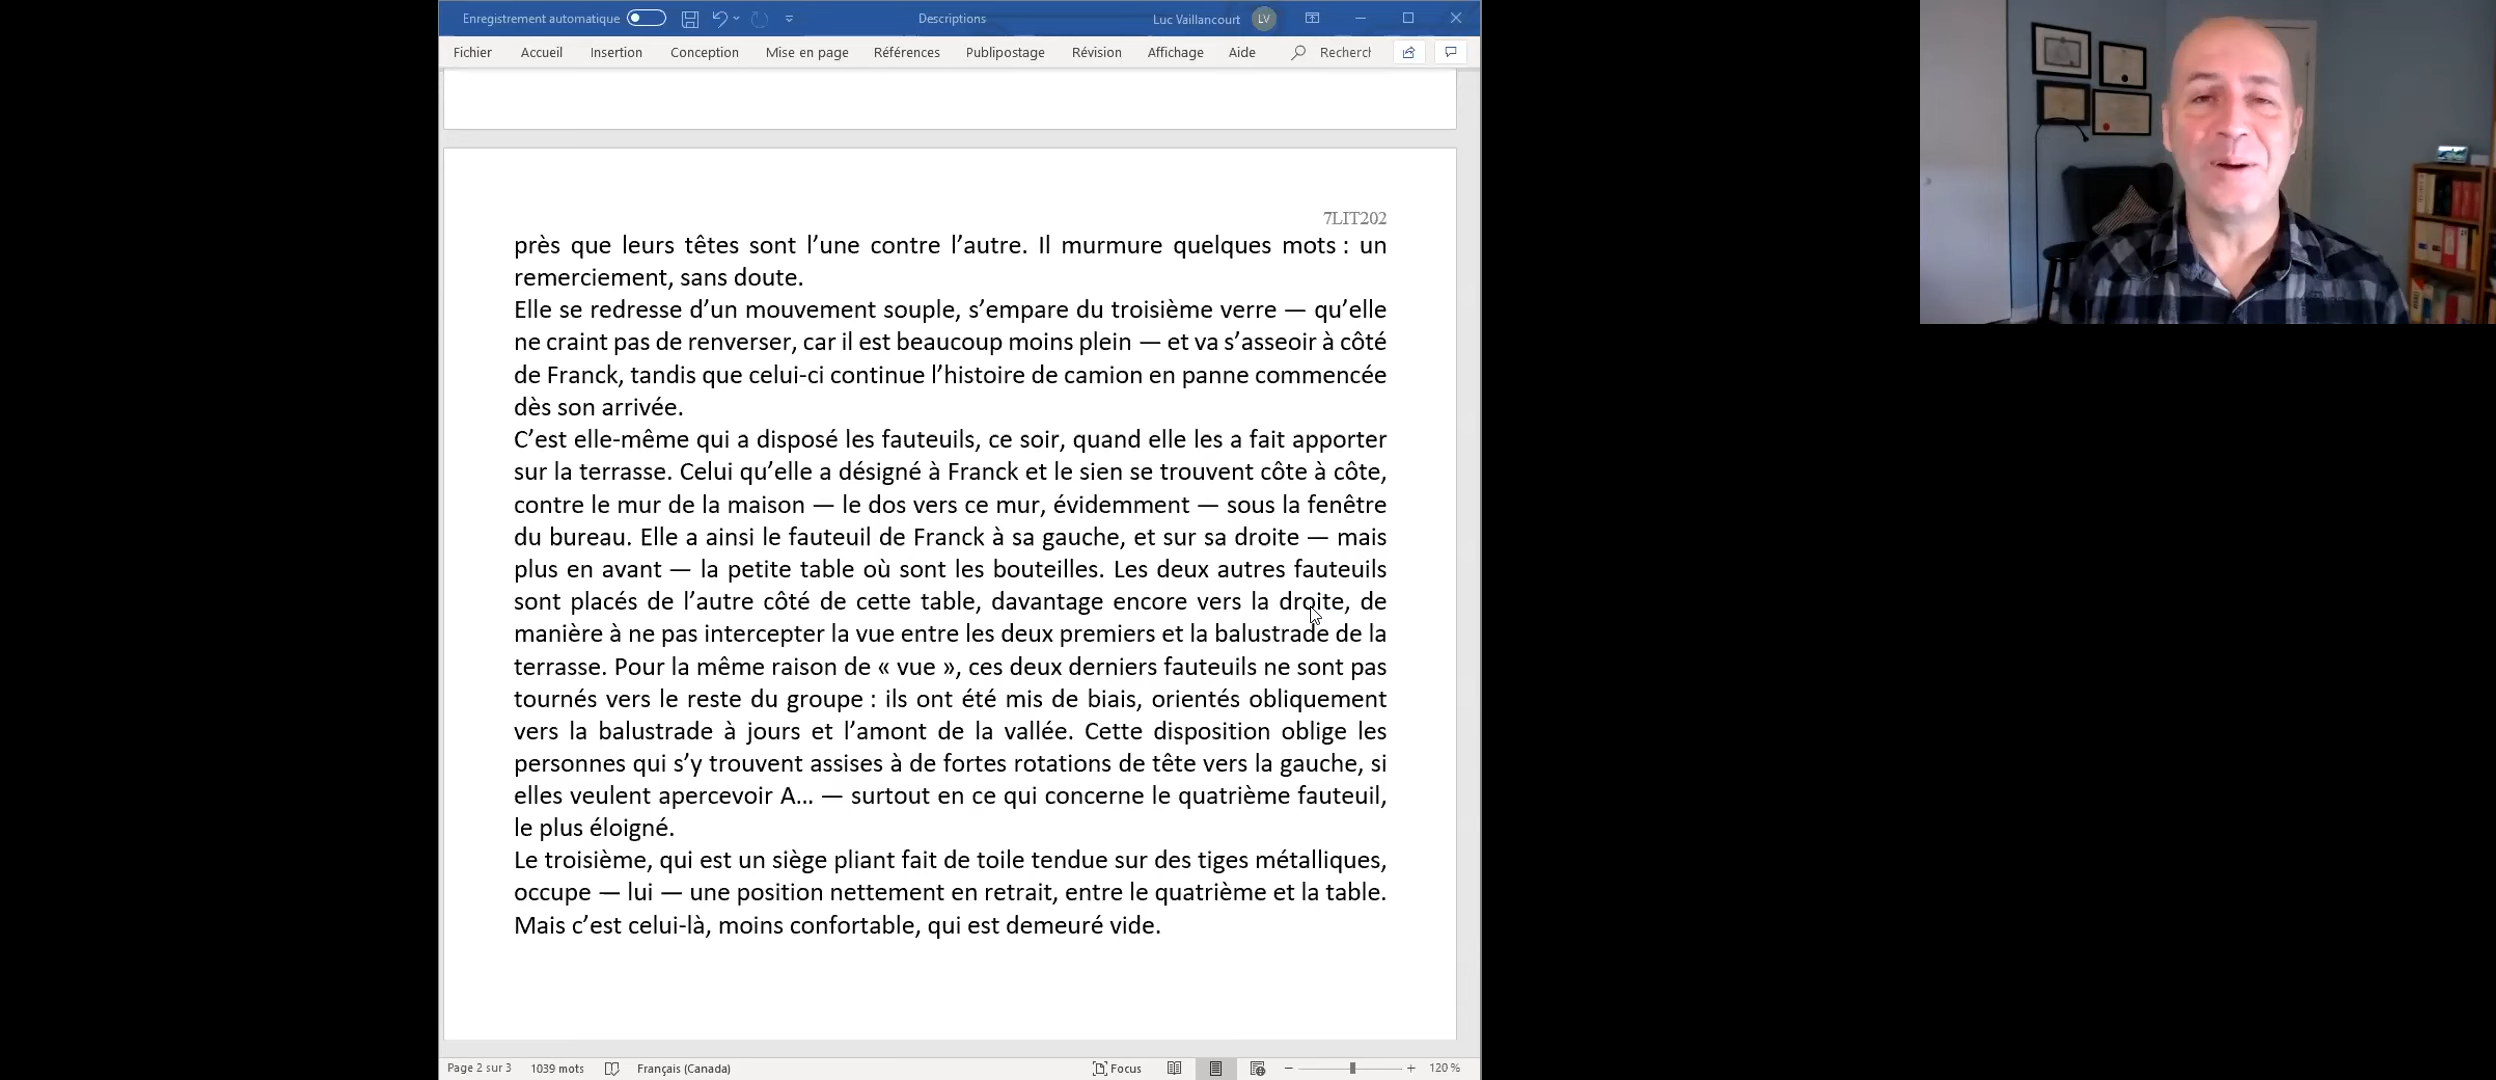 Enregistrement automatique Descriptions Luc Vaillancourt LV
Fichier Accueil Insertion Conception Mise en page Références Publipostage Révision Affichage Aide Recherch
7LIT202
près que leurs têtes sont l’une contre l’autre. Il murmure quelques mots : un
remerciement, sans doute.
Elle se redresse d’un mouvement souple, s’empare du troisième verre — qu’elle
ne craint pas de renverser, car il est beaucoup moins plein — et va s’asseoir à côté
de Franck, tandis que celui-ci continue l’histoire de camion en panne commencée
dès son arrivée.
C’est elle-même qui a disposé les fauteuils, ce soir, quand elle les a fait apporter
sur la terrasse. Celui qu’elle a désigné à Franck et le sien se trouvent côte à côte,
contre le mur de la maison — le dos vers ce mur, évidemment — sous la fenêtre
du bureau. Elle a ainsi le fauteuil de Franck à sa gauche, et sur sa droite — mais
plus en avant — la petite table où sont les bouteilles. Les deux autres fauteuils
sont placés de l’autre côté de cette table, davantage encore vers la droite, de
manière à ne pas intercepter la vue entre les deux premiers et la balustrade de la
terrasse. Pour la même raison de « vue », ces deux derniers fauteuils ne sont pas
tournés vers le reste du groupe : ils ont été mis de biais, orientés obliquement
vers la balustrade à jours et l’amont de la vallée. Cette disposition oblige les
personnes qui s’y trouvent assises à de fortes rotations de tête vers la gauche, si
elles veulent apercevoir A… — surtout en ce qui concerne le quatrième fauteuil,
le plus éloigné.
Le troisième, qui est un siège pliant fait de toile tendue sur des tiges métalliques,
occupe — lui — une position nettement en retrait, entre le quatrième et la table.
Mais c’est celui-là, moins confortable, qui est demeuré vide.
Page 2 sur 3 1039 mots Français (Canada) Focus 120 %